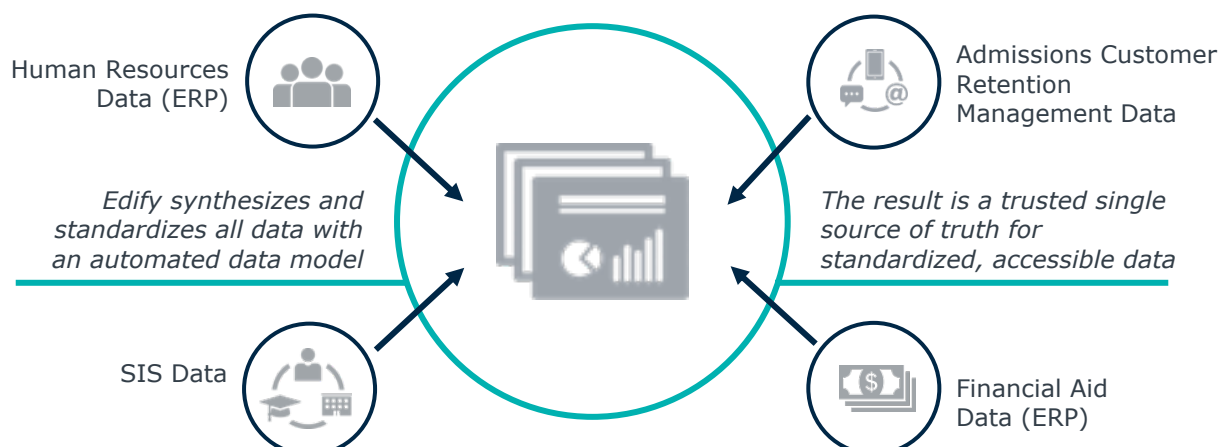 Human Resources
Data (ERP)
Admissions Customer
Retention
Management Data
Edify synthesizes and
standardizes all data with
an automated data model
The result is a trusted single
source of truth for
standardized, accessible data
SIS Data
Financial Aid
Data (ERP)
@
$